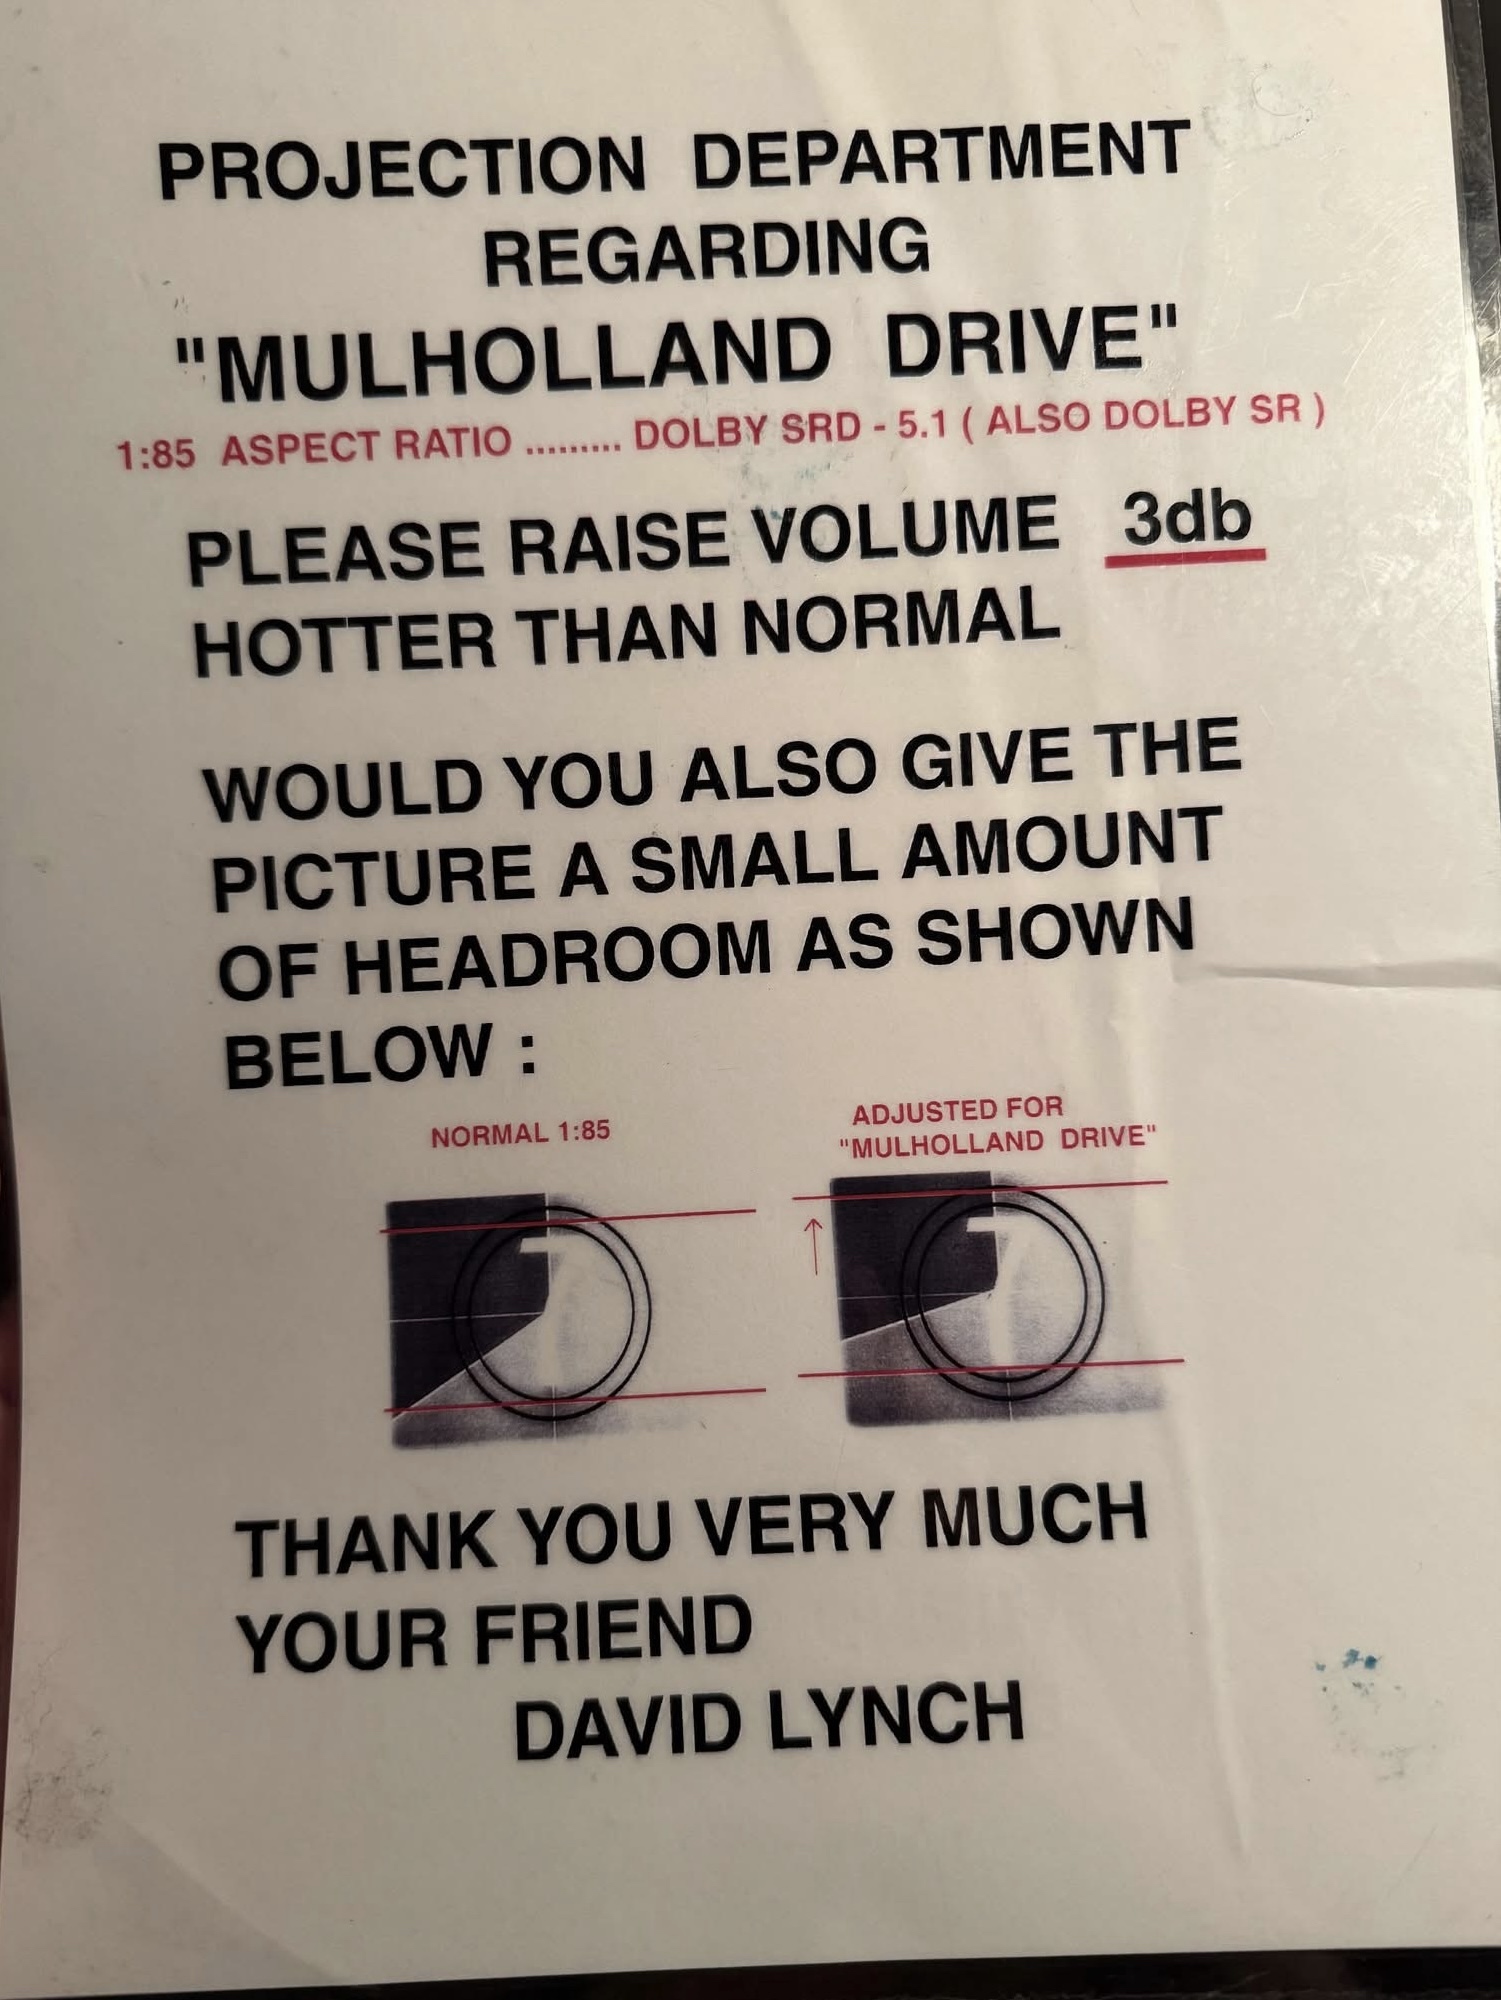 PROJECTION DEPARTMENT
REGARDING
"MULHOLLAND DRIVE"
1:85 ASPECT RATIO ......... DOLBY SRD - 5.1 ( ALSO DOLBY SR )
PLEASE RAISE VOLUME 3db
HOTTER THAN NORMAL
WOULD YOU ALSO GIVE THE
PICTURE A SMALL AMOUNT
OF HEADROOM AS SHOWN
BELOW :
NORMAL 1:85
ADJUSTED FOR
"MULHOLLAND DRIVE"
THANK YOU VERY MUCH
YOUR FRIEND
DAVID LYNCH